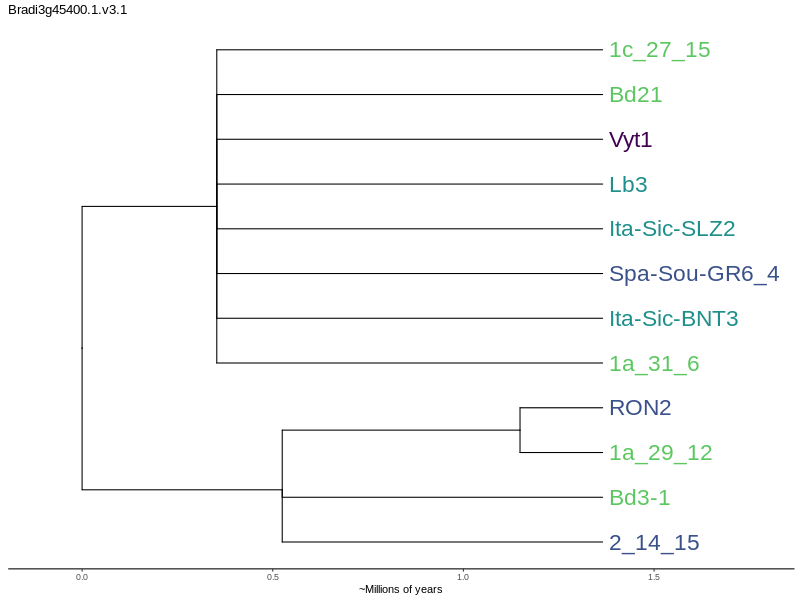 Bradi3g45400.1.v3.1
1c_27_15
Bd21
Vyt1
Lb3
Ita-Sic-SLZ2
Spa-Sou-GR6_4
Ita-Sic-BNT3
1a_31_6
RON2
1a_29_12
Bd3-1
2_14_15
0.0 0.5 1.0 1.5
~Millions of years